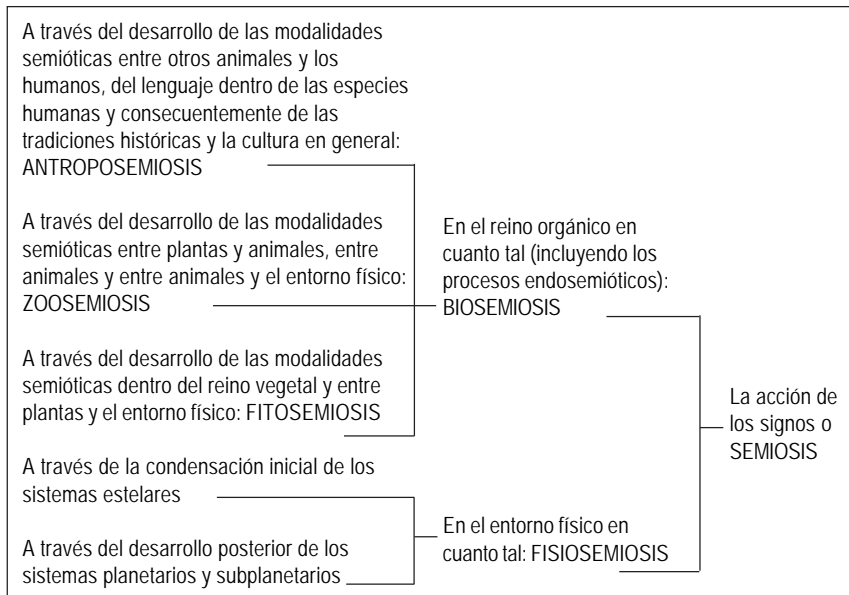 A través del desarrollo de las modalidades
semióticas entre otros animales y los
humanos, del lenguaje dentro de las especies
humanas y consecuentemente de las
tradiciones históricas y la cultura en general:
ANTROPOSEMIOSIS
A través del desarrollo de las modalidades
semióticas entre plantas y animales, entre
animales y entre animales y el entorno físico:
ZOOSEMIOSIS
A través del desarrollo de las modalidades
semióticas dentro del reino vegetal y entre
plantas y el entorno físico: FITOSEMIOSIS
A través de la condensación inicial de los
sistemas estelares
A través del desarrollo posterior de los
sistemas planetarios y subplanetarios
En el reino orgánico en
cuanto tal (incluyendo los
procesos endosemióticos):
BIOSEMIOSIS
En el entorno físico en
cuanto tal: FISIOSEMIOSIS
La acción de
los signos o
SEMIOSIS